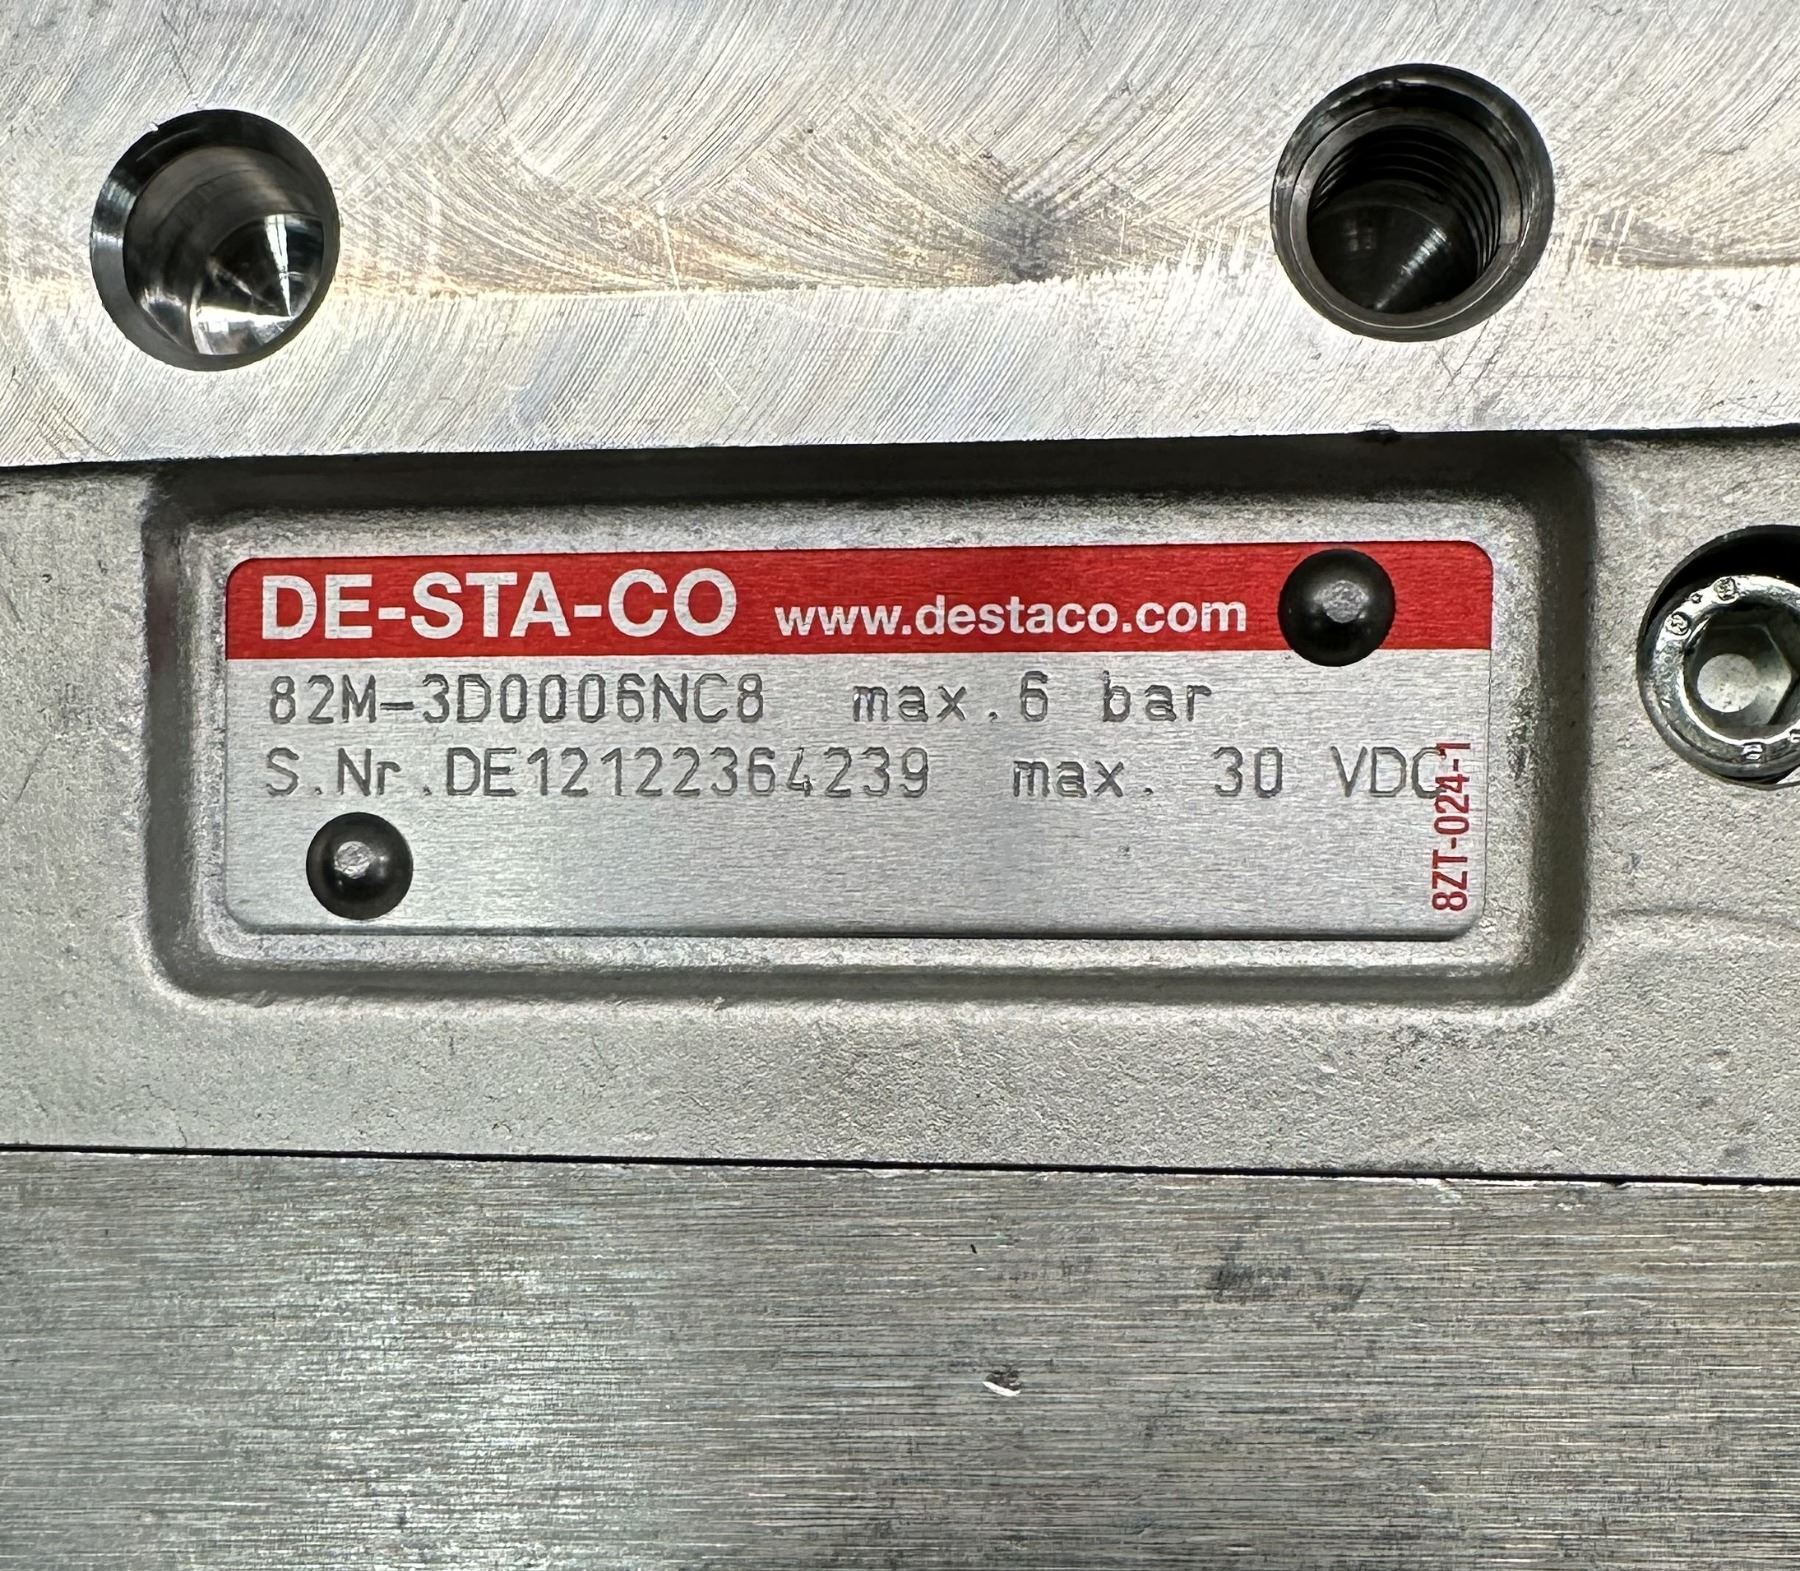 DE-STA-CO www.destaco.com
82M-3D0006NC8 max.6 bar
S.Nr.DE12122364239 max. 30 VDC
8ZT-024-1